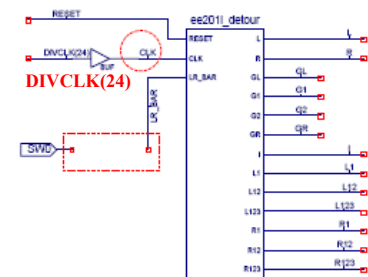 ee201l_detour
RESET
RESET
L
L
DIVCLK(24)
BUF
CLK
CLK
R
R
DIVCLK(24)
LR_BAR
GL
GL
G1
G1
LR_BAR
G2
G2
GR
GR
SW0
I
I
L1
L1
L12
L12
L123
L123
R1
R1
R12
R12
R123
R123